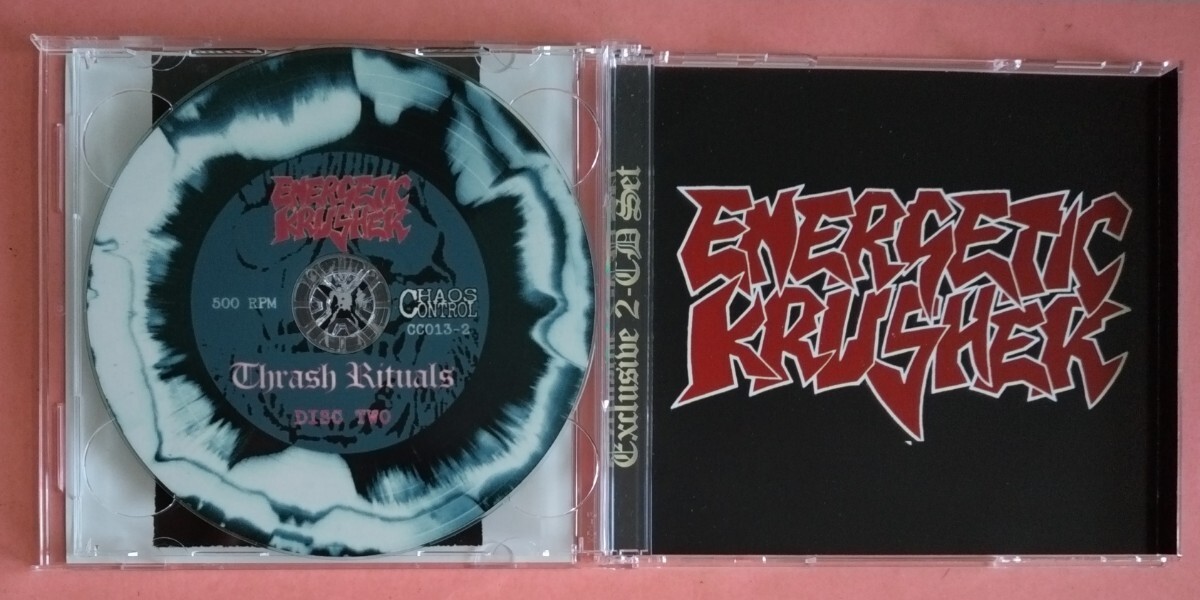 ENERGETIC
KRUSHER
500 RPM
CHAOS
CONTROL
CC013-2
Thrash Rituals
DISC TWO
Exclusive 2-CD Set
ENERGETIC
KRUSHER